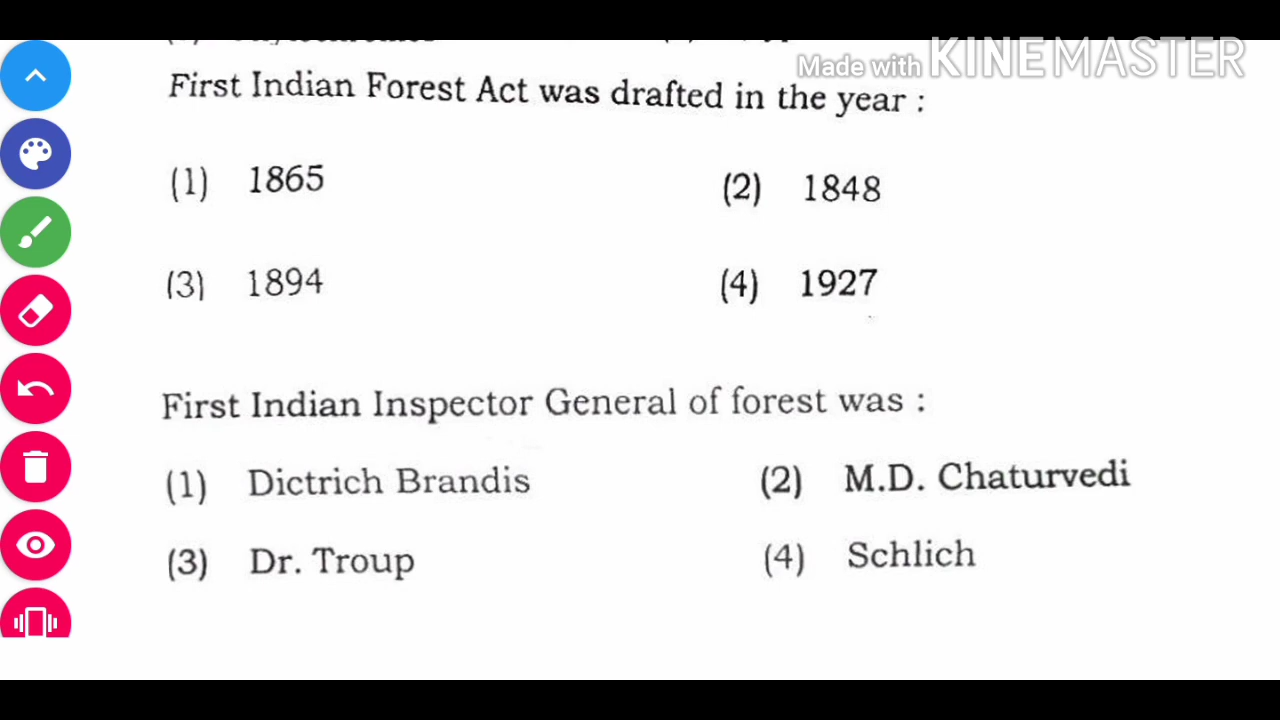 Made with KINEMASTER
First Indian Forest Act was drafted in the year :
(1) 1865 (2) 1848
(3) 1894 (4) 1927
First Indian Inspector General of forest was :
(1) Dictrich Brandis (2) M.D. Chaturvedi
(3) Dr. Troup (4) Schlich